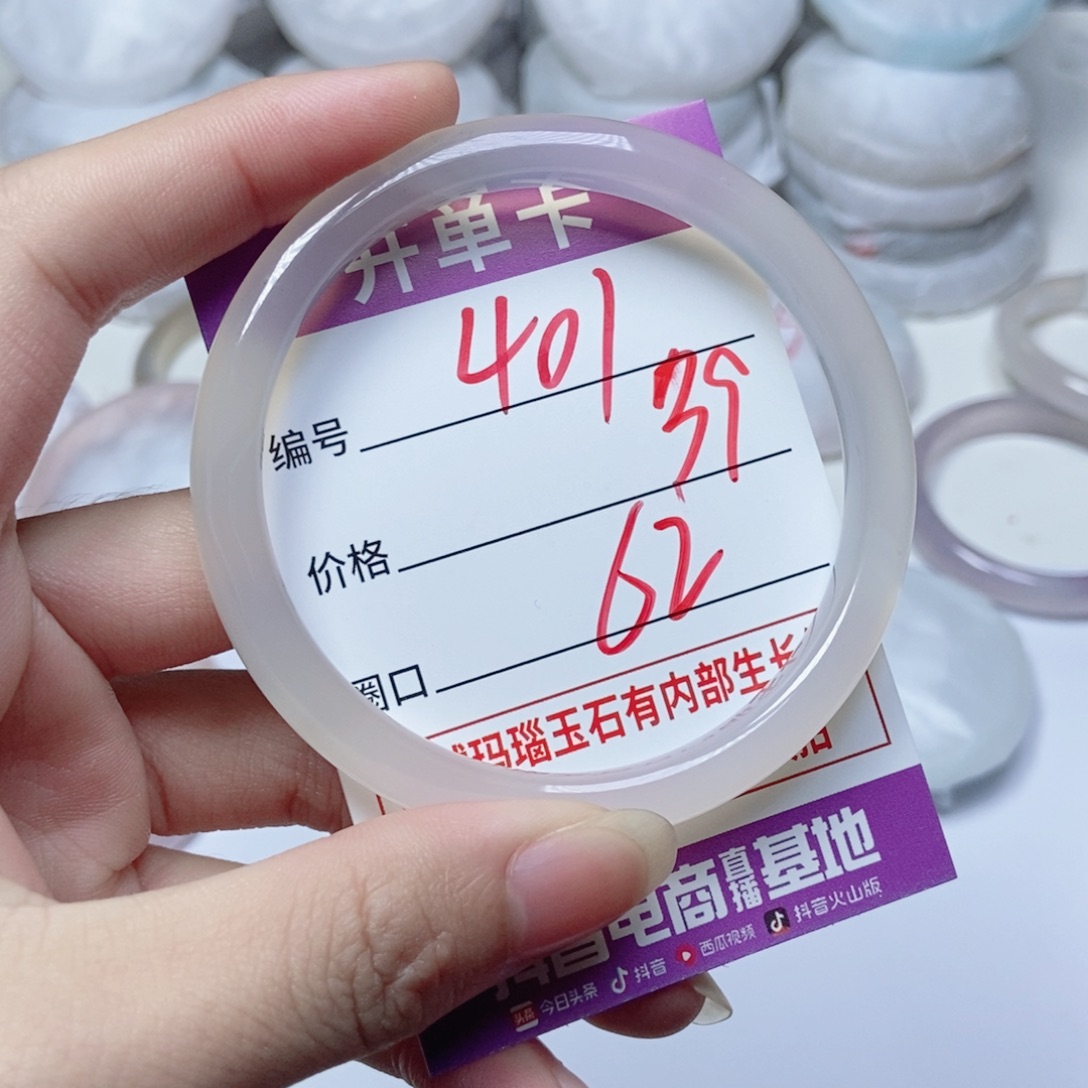 开单卡
编号 401
价格 39
圈口 62
玛瑙玉石有内部生长
电商直播基地
今日头条 抖音 西瓜视频 抖音火山版